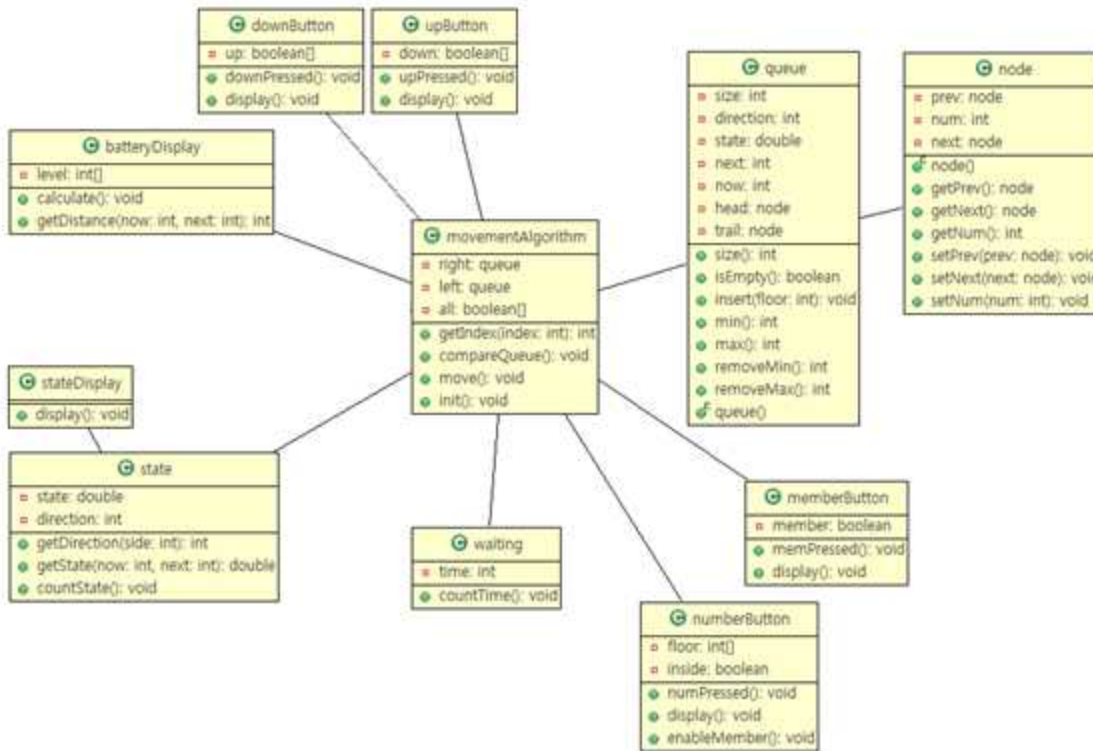 downButton
up: boolean[]
downPressed(): void
display(): void
upButton
down: boolean[]
upPressed(): void
display(): void
queue
size: int
direction: int
state: double
next: int
now: int
head: node
trail: node
size(): int
isEmpty(): boolean
insert(floor: int): void
min(): int
max(): int
removeMin(): int
removeMax(): int
queue()
node
prev: node
num: int
next: node
node()
getPrev(): node
getNext(): node
getNum(): int
setPrev(prev: node): void
setNext(next: node): void
setNum(num: int): void
batteryDisplay
level: int[]
calculate(): void
getDistance(now: int, next: int): int
movementAlgorithm
right: queue
left: queue
all: boolean[]
getIndex(index: int): int
compareQueue(): void
move(): void
init(): void
stateDisplay
display(): void
state
state: double
direction: int
getDirection(side: int): int
getState(now: int, next: int): double
countState(): void
waiting
time: int
countTime(): void
memberButton
member: boolean
memPressed(): void
display(): void
numberButton
floor: int[]
inside: boolean
numPressed(): void
display(): void
enableMember(): void